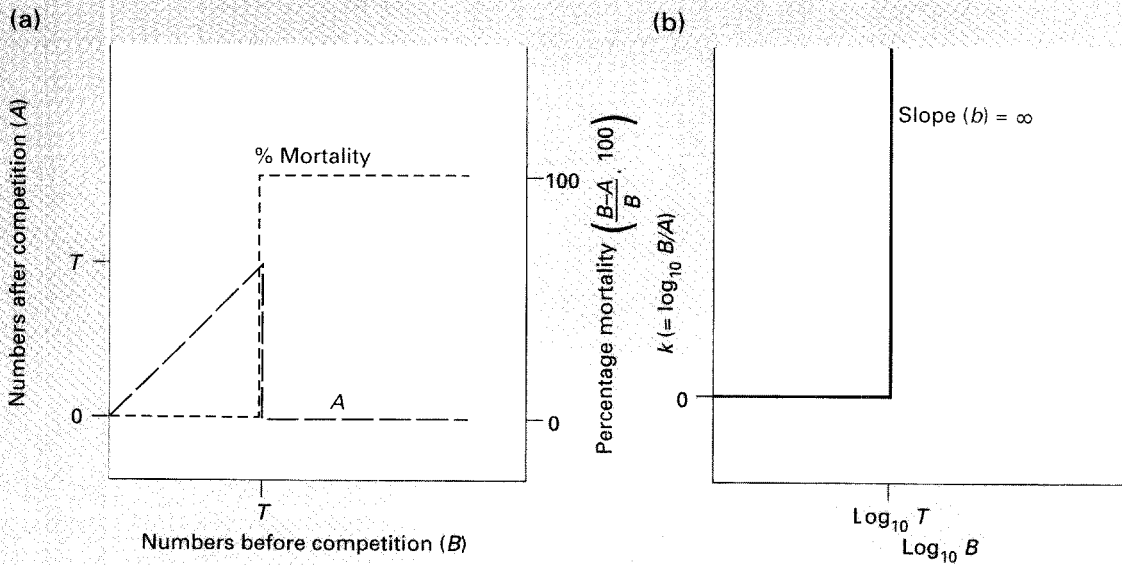 (a)
Numbers after competition (A)
T
0
% Mortality
A
100
0
Percentage mortality (B–A/B . 100)
T
Numbers before competition (B)
(b)
k (= log₁₀ B/A)
0
Slope (b) = ∞
Log₁₀ T
Log₁₀ B